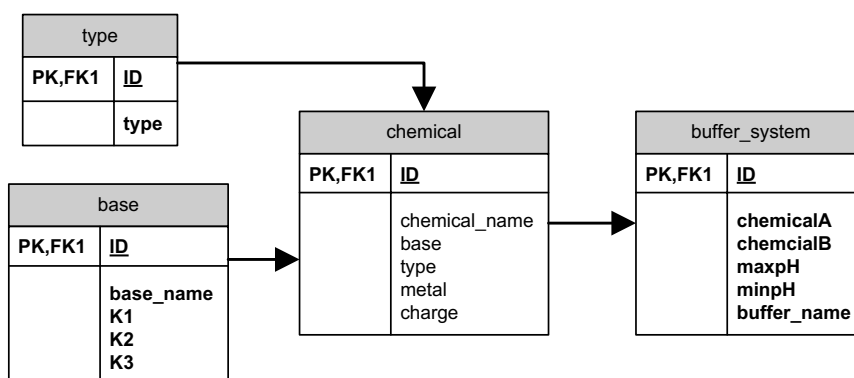 type
PK,FK1 ID
type
base
PK,FK1 ID
base_name
K1
K2
K3
chemical
PK,FK1 ID
chemical_name
base
type
metal
charge
buffer_system
PK,FK1 ID
chemicalA
chemcialB
maxpH
minpH
buffer_name